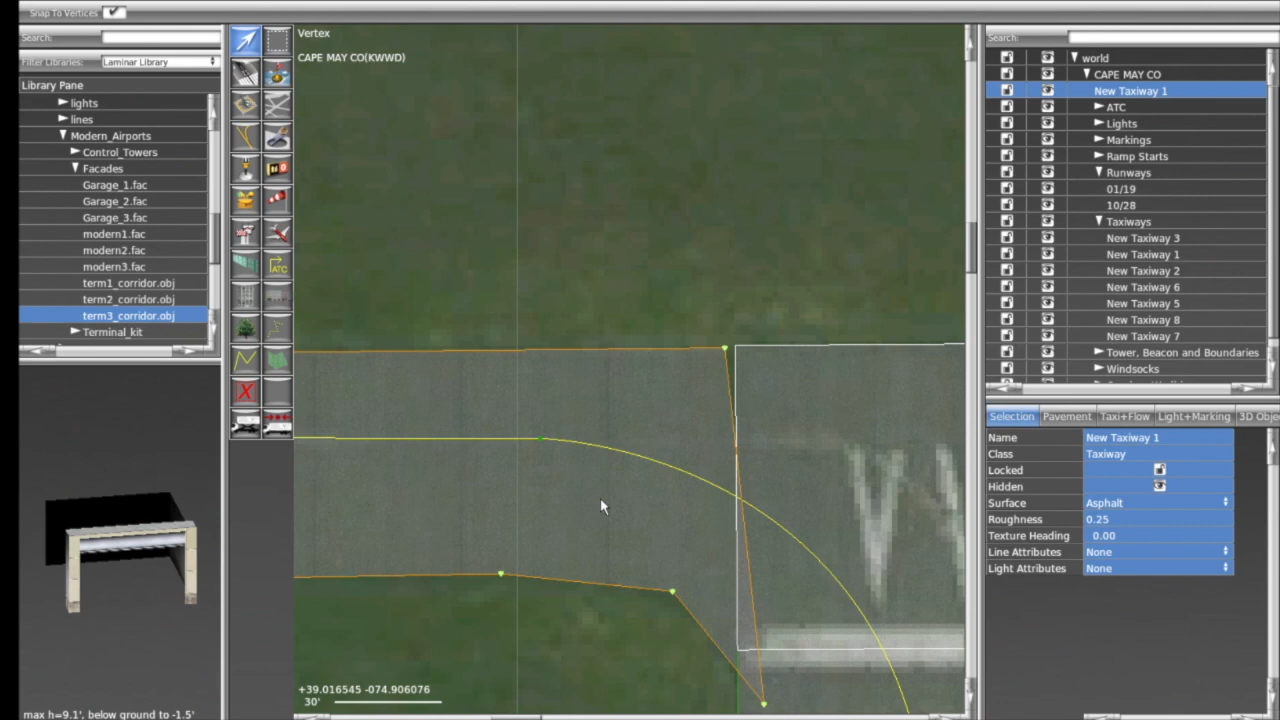 Snap To Vertices
Search:
Filter Libraries:
Laminar Library
Library Pane
lights
lines
Modern_Airports
Control_Towers
Facades
Garage_1.fac
Garage_2.fac
Garage_3.fac
modern1.fac
modern2.fac
modern3.fac
term1_corridor.obj
term2_corridor.obj
term3_corridor.obj
Terminal_kit
max h=9.1', below ground to -1.5'
ATC
Vertex
CAPE MAY CO(KWWD)
+39.016545 -074.906076
30'
Search:
world
CAPE MAY CO
New Taxiway 1
ATC
Lights
Markings
Ramp Starts
Runways
01/19
10/28
Taxiways
New Taxiway 3
New Taxiway 1
New Taxiway 2
New Taxiway 6
New Taxiway 5
New Taxiway 8
New Taxiway 7
Tower, Beacon and Boundaries
Windsocks
Selection Pavement Taxi+Flow Light+Marking 3D Obje
Name New Taxiway 1
Class Taxiway
Locked
Hidden
Surface Asphalt
Roughness 0.25
Texture Heading 0.00
Line Attributes None
Light Attributes None